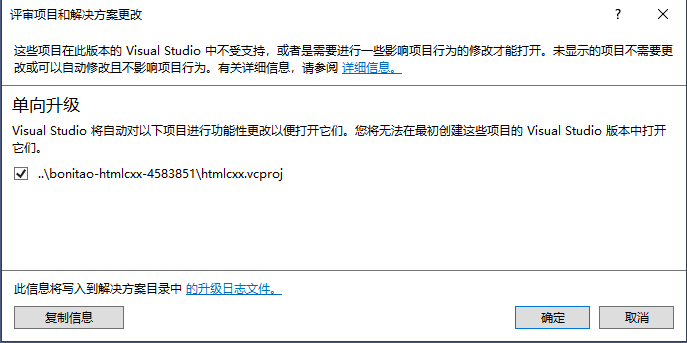 评审项目和解决方案更改
这些项目在此版本的 Visual Studio 中不受支持，或者是需要进行一些影响项目行为的修改才能打开。未显示的项目不需要更
改或可以自动修改且不影响项目行为。有关详细信息，请参阅 详细信息。
单向升级
Visual Studio 将自动对以下项目进行功能性更改以便打开它们。您将无法在最初创建这些项目的 Visual Studio 版本中打开
它们。
..\bonitao-htmlcxx-4583851\htmlcxx.vcproj
此信息将写入到解决方案目录中 的升级日志文件。
复制信息 确定 取消